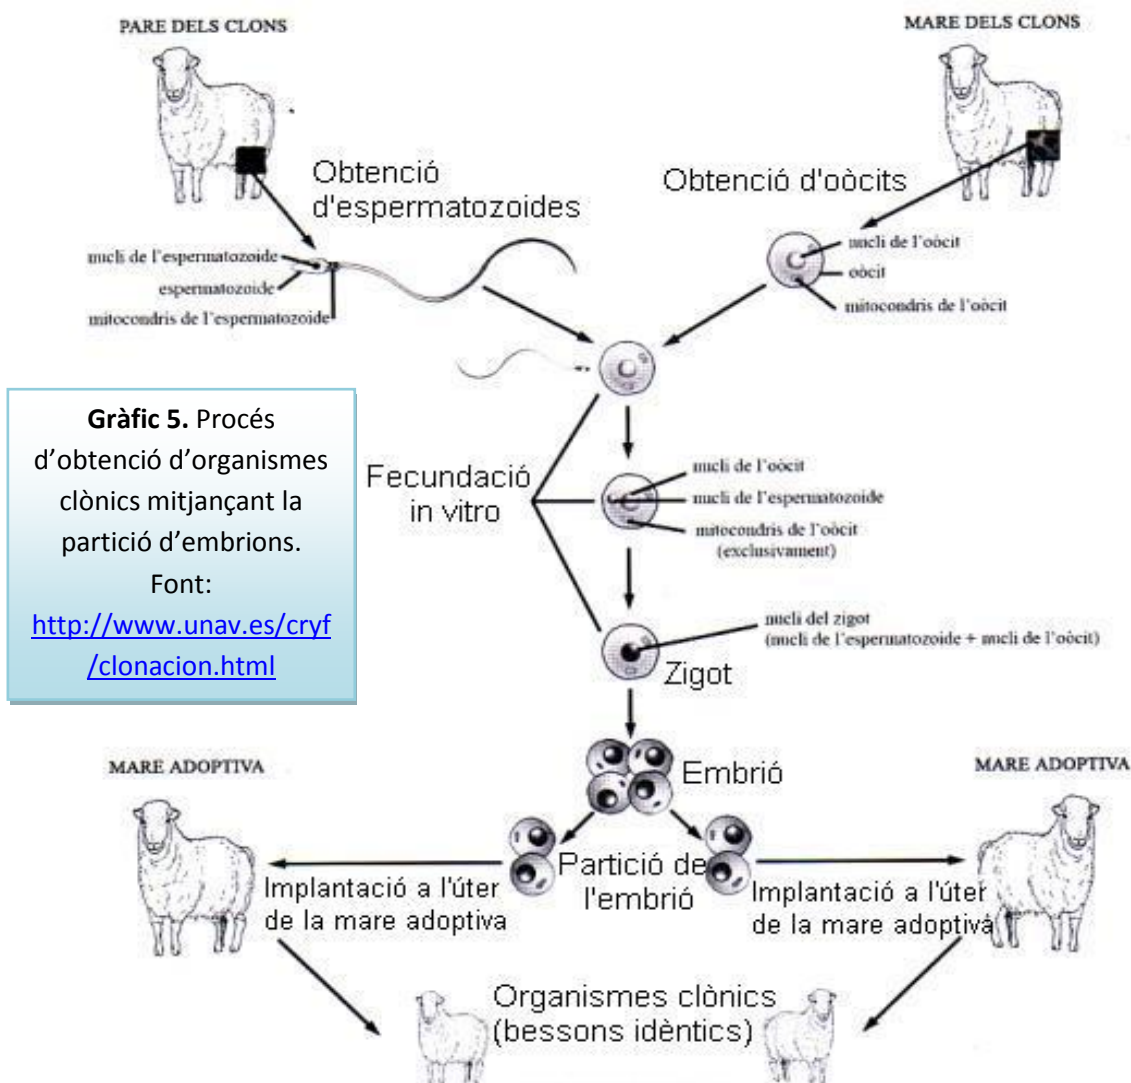 PARE DELS CLONS
MARE DELS CLONS
Obtenció
d'espermatozoides
Obtenció d'oòcits
nucli de l'espermatozoide
espermatozoide
mitocondris de l'espermatozoide
nucli de l'oòcit
oòcit
mitocondris de l'oòcit
Gràfic 5. Procés
d'obtenció d'organismes
clònics mitjançant la
partició d'embrions.
Font:
http://www.unav.es/cryf
/clonacion.html
Fecundació
in vitro
nucli de l'oòcit
nucli de l'espermatozoide
mitocondris de l'oòcit
(exclusivament)
nucli del zigot
(nucli de l'espermatozoide + nucli de l'oòcit)
Zigot
MARE ADOPTIVA
Embrió
MARE ADOPTIVA
Partició de
l'embrió
Implantació a l'úter
de la mare adoptiva
Implantació a l'úter
de la mare adoptiva
Organismes clònics
(bessons idèntics)